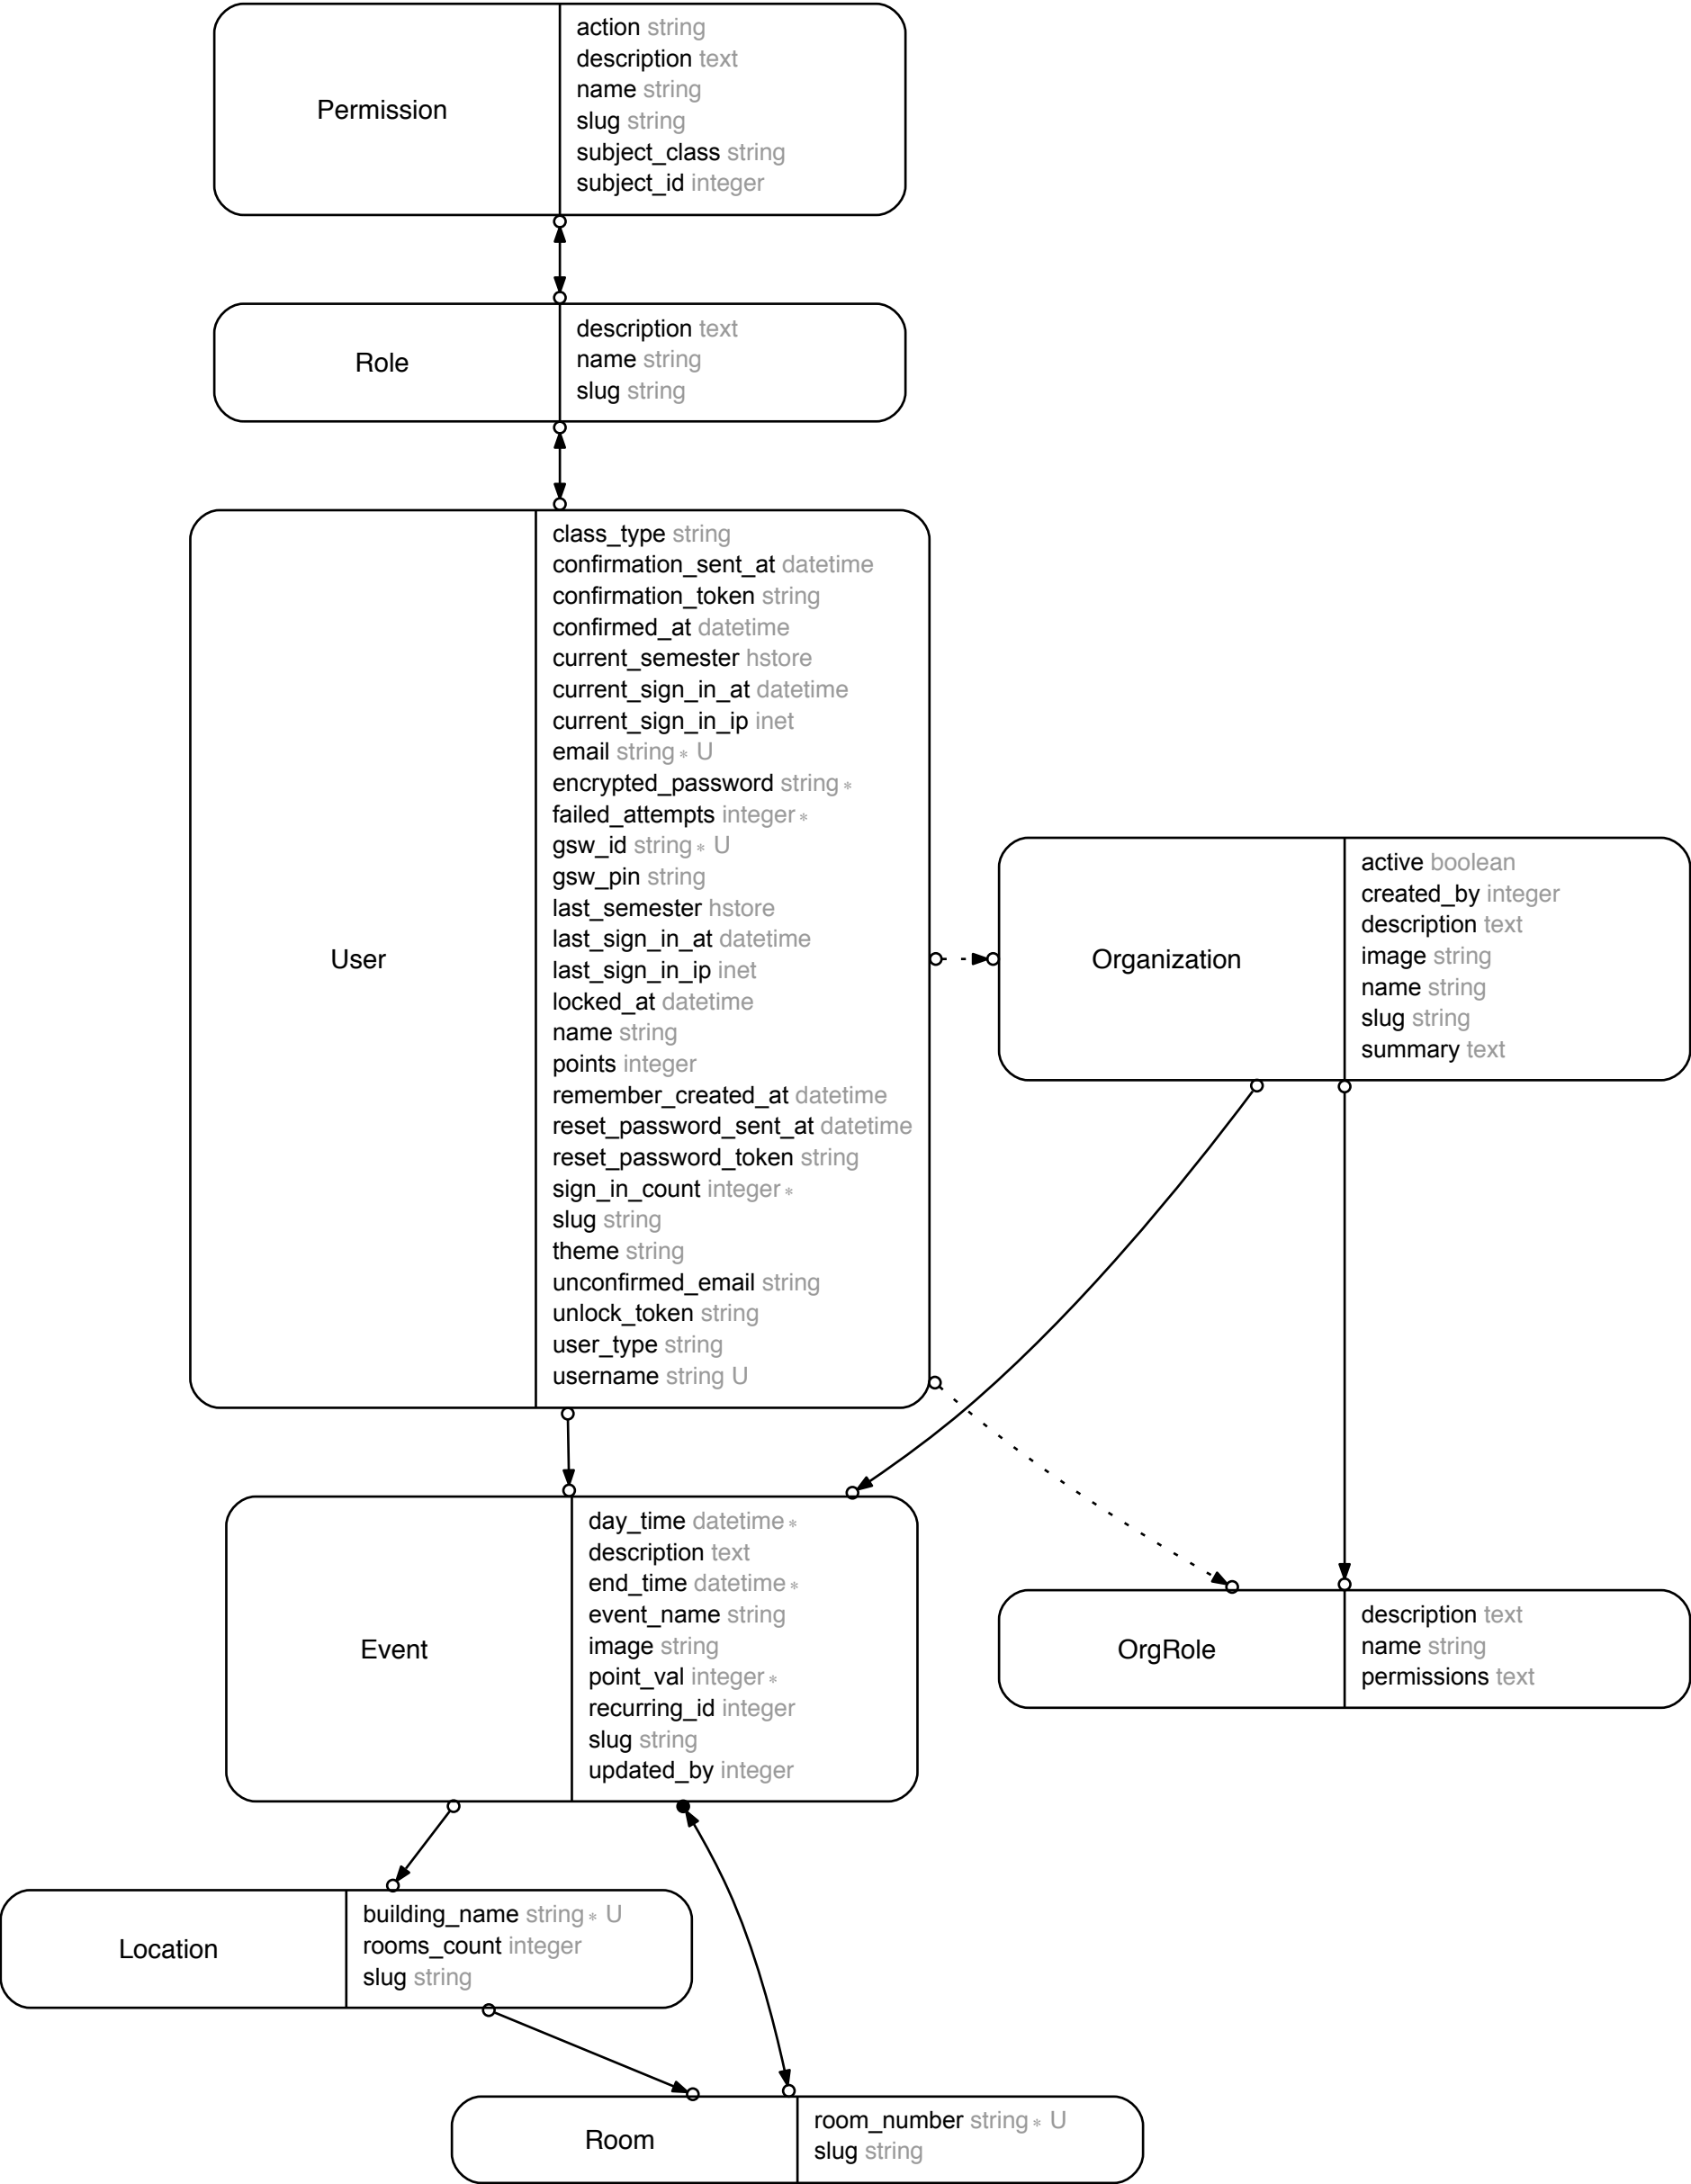 Permission
action string
description text
name string
slug string
subject_class string
subject_id integer
Role
description text
name string
slug string
User
class_type string
confirmation_sent_at datetime
confirmation_token string
confirmed_at datetime
current_semester hstore
current_sign_in_at datetime
current_sign_in_ip inet
email string * U
encrypted_password string *
failed_attempts integer *
gsw_id string * U
gsw_pin string
last_semester hstore
last_sign_in_at datetime
last_sign_in_ip inet
locked_at datetime
name string
points integer
remember_created_at datetime
reset_password_sent_at datetime
reset_password_token string
sign_in_count integer *
slug string
theme string
unconfirmed_email string
unlock_token string
user_type string
username string U
Organization
active boolean
created_by integer
description text
image string
name string
slug string
summary text
Event
day_time datetime *
description text
end_time datetime *
event_name string
image string
point_val integer *
recurring_id integer
slug string
updated_by integer
OrgRole
description text
name string
permissions text
Location
building_name string * U
rooms_count integer
slug string
Room
room_number string * U
slug string